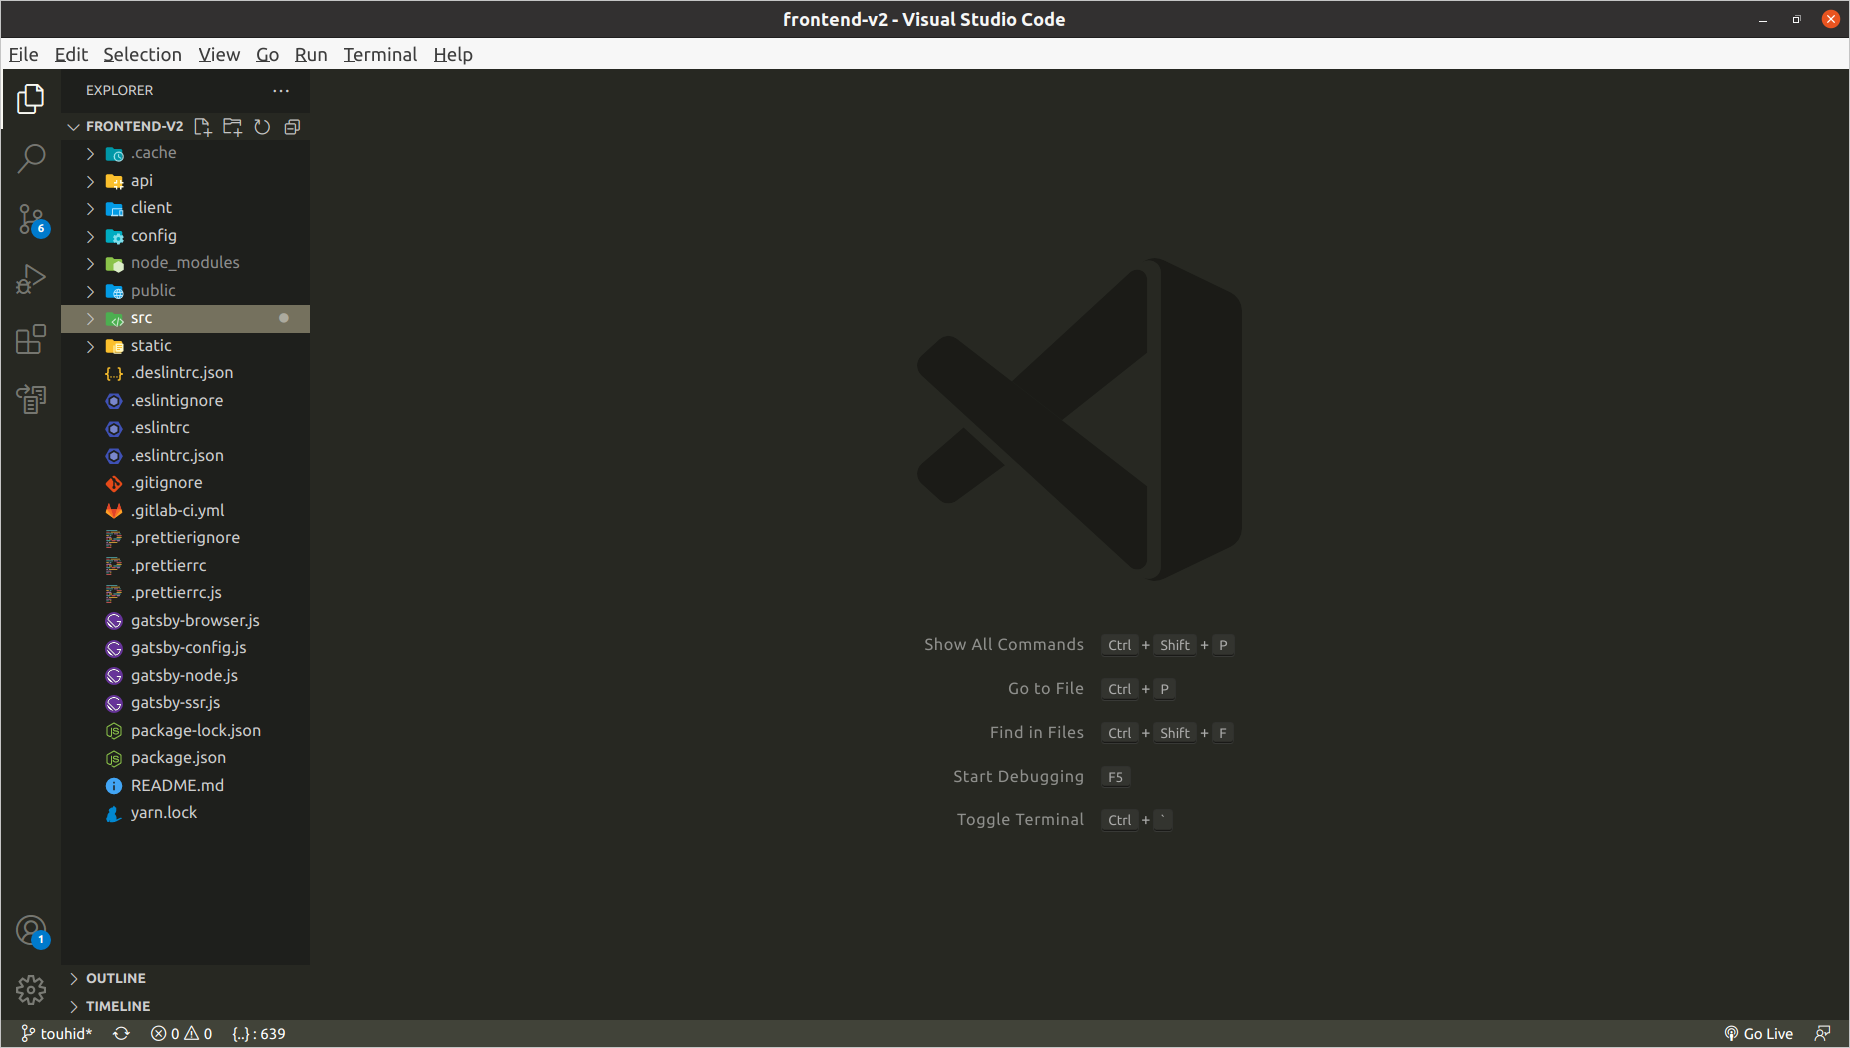 frontend-v2 - Visual Studio Code
File Edit Selection View Go Run Terminal Help
EXPLORER
FRONTEND-V2
.cache
api
client
config
node_modules
public
src
static
.deslintrc.json
.eslintignore
.eslintrc
.eslintrc.json
.gitignore
.gitlab-ci.yml
.prettierignore
.prettierrc
.prettierrc.js
gatsby-browser.js
gatsby-config.js
gatsby-node.js
gatsby-ssr.js
package-lock.json
package.json
README.md
yarn.lock
OUTLINE
TIMELINE
6
1
Show All Commands Ctrl + Shift + P
Go to File Ctrl + P
Find in Files Ctrl + Shift + F
Start Debugging F5
Toggle Terminal Ctrl + `
touhid* 0 0 {..} : 639 Go Live